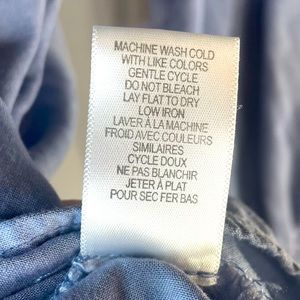 MACHINE WASH COLD
WITH LIKE COLORS
GENTLE CYCLE
DO NOT BLEACH
LAY FLAT TO DRY
LOW IRON
LAVER À LA MACHINE
FROID AVEC COULEURS
SIMILAIRES
CYCLE DOUX
NE PAS BLANCHIR
JETER À PLAT
POUR SEC FER BAS